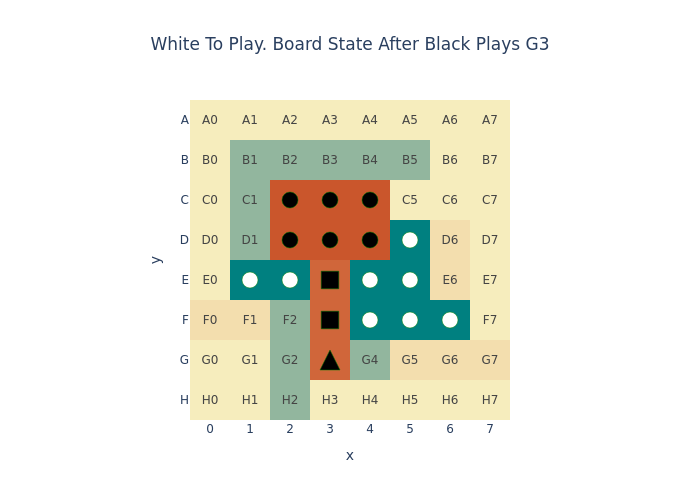 White To Play. Board State After Black Plays G3
A A0 A1 A2 A3 A4 A5 A6 A7
B B0 B1 B2 B3 B4 B5 B6 B7
C C0 C1 C5 C6 C7
D D0 D1 D6 D7
E E0 E6 E7
F F0 F1 F2 F7
G G0 G1 G2 G4 G5 G6 G7
H H0 H1 H2 H3 H4 H5 H6 H7
0 1 2 3 4 5 6 7
x
y